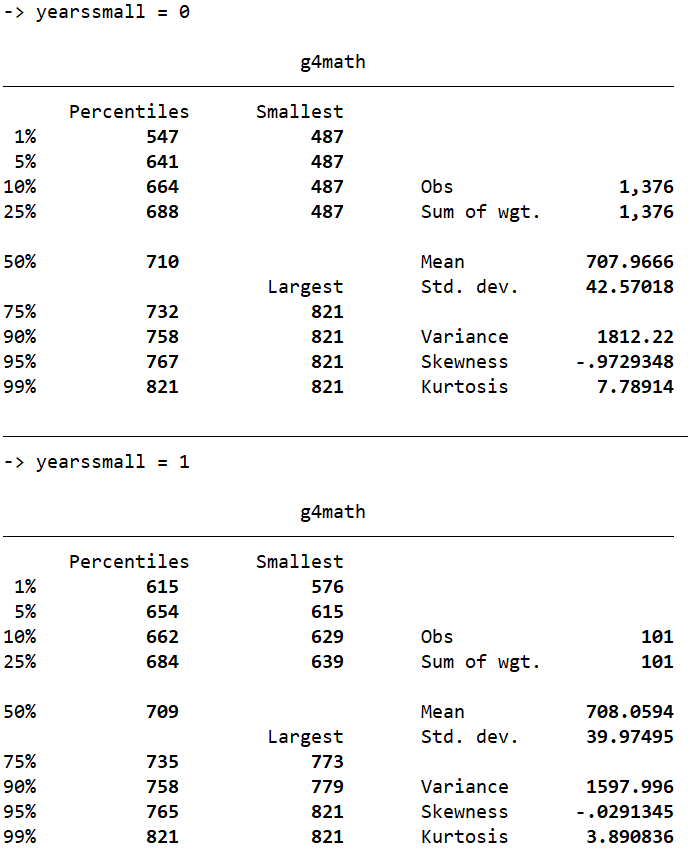 -> yearssmall = 0
g4math
Percentiles Smallest
1% 547 487
5% 641 487
10% 664 487 Obs 1,376
25% 688 487 Sum of wgt. 1,376
50% 710 Mean 707.9666
Largest Std. dev. 42.57018
75% 732 821
90% 758 821 Variance 1812.22
95% 767 821 Skewness -.9729348
99% 821 821 Kurtosis 7.78914
-> yearssmall = 1
g4math
Percentiles Smallest
1% 615 576
5% 654 615
10% 662 629 Obs 101
25% 684 639 Sum of wgt. 101
50% 709 Mean 708.0594
Largest Std. dev. 39.97495
75% 735 773
90% 758 779 Variance 1597.996
95% 765 821 Skewness -.0291345
99% 821 821 Kurtosis 3.890836